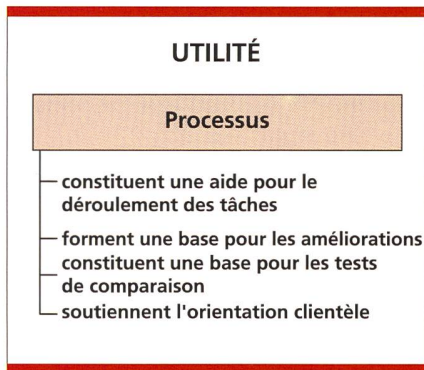 UTILITÉ
Processus
constituent une aide pour le
déroulement des tâches
forment une base pour les améliorations
constituent une base pour les tests
de comparaison
soutiennent l'orientation clientèle